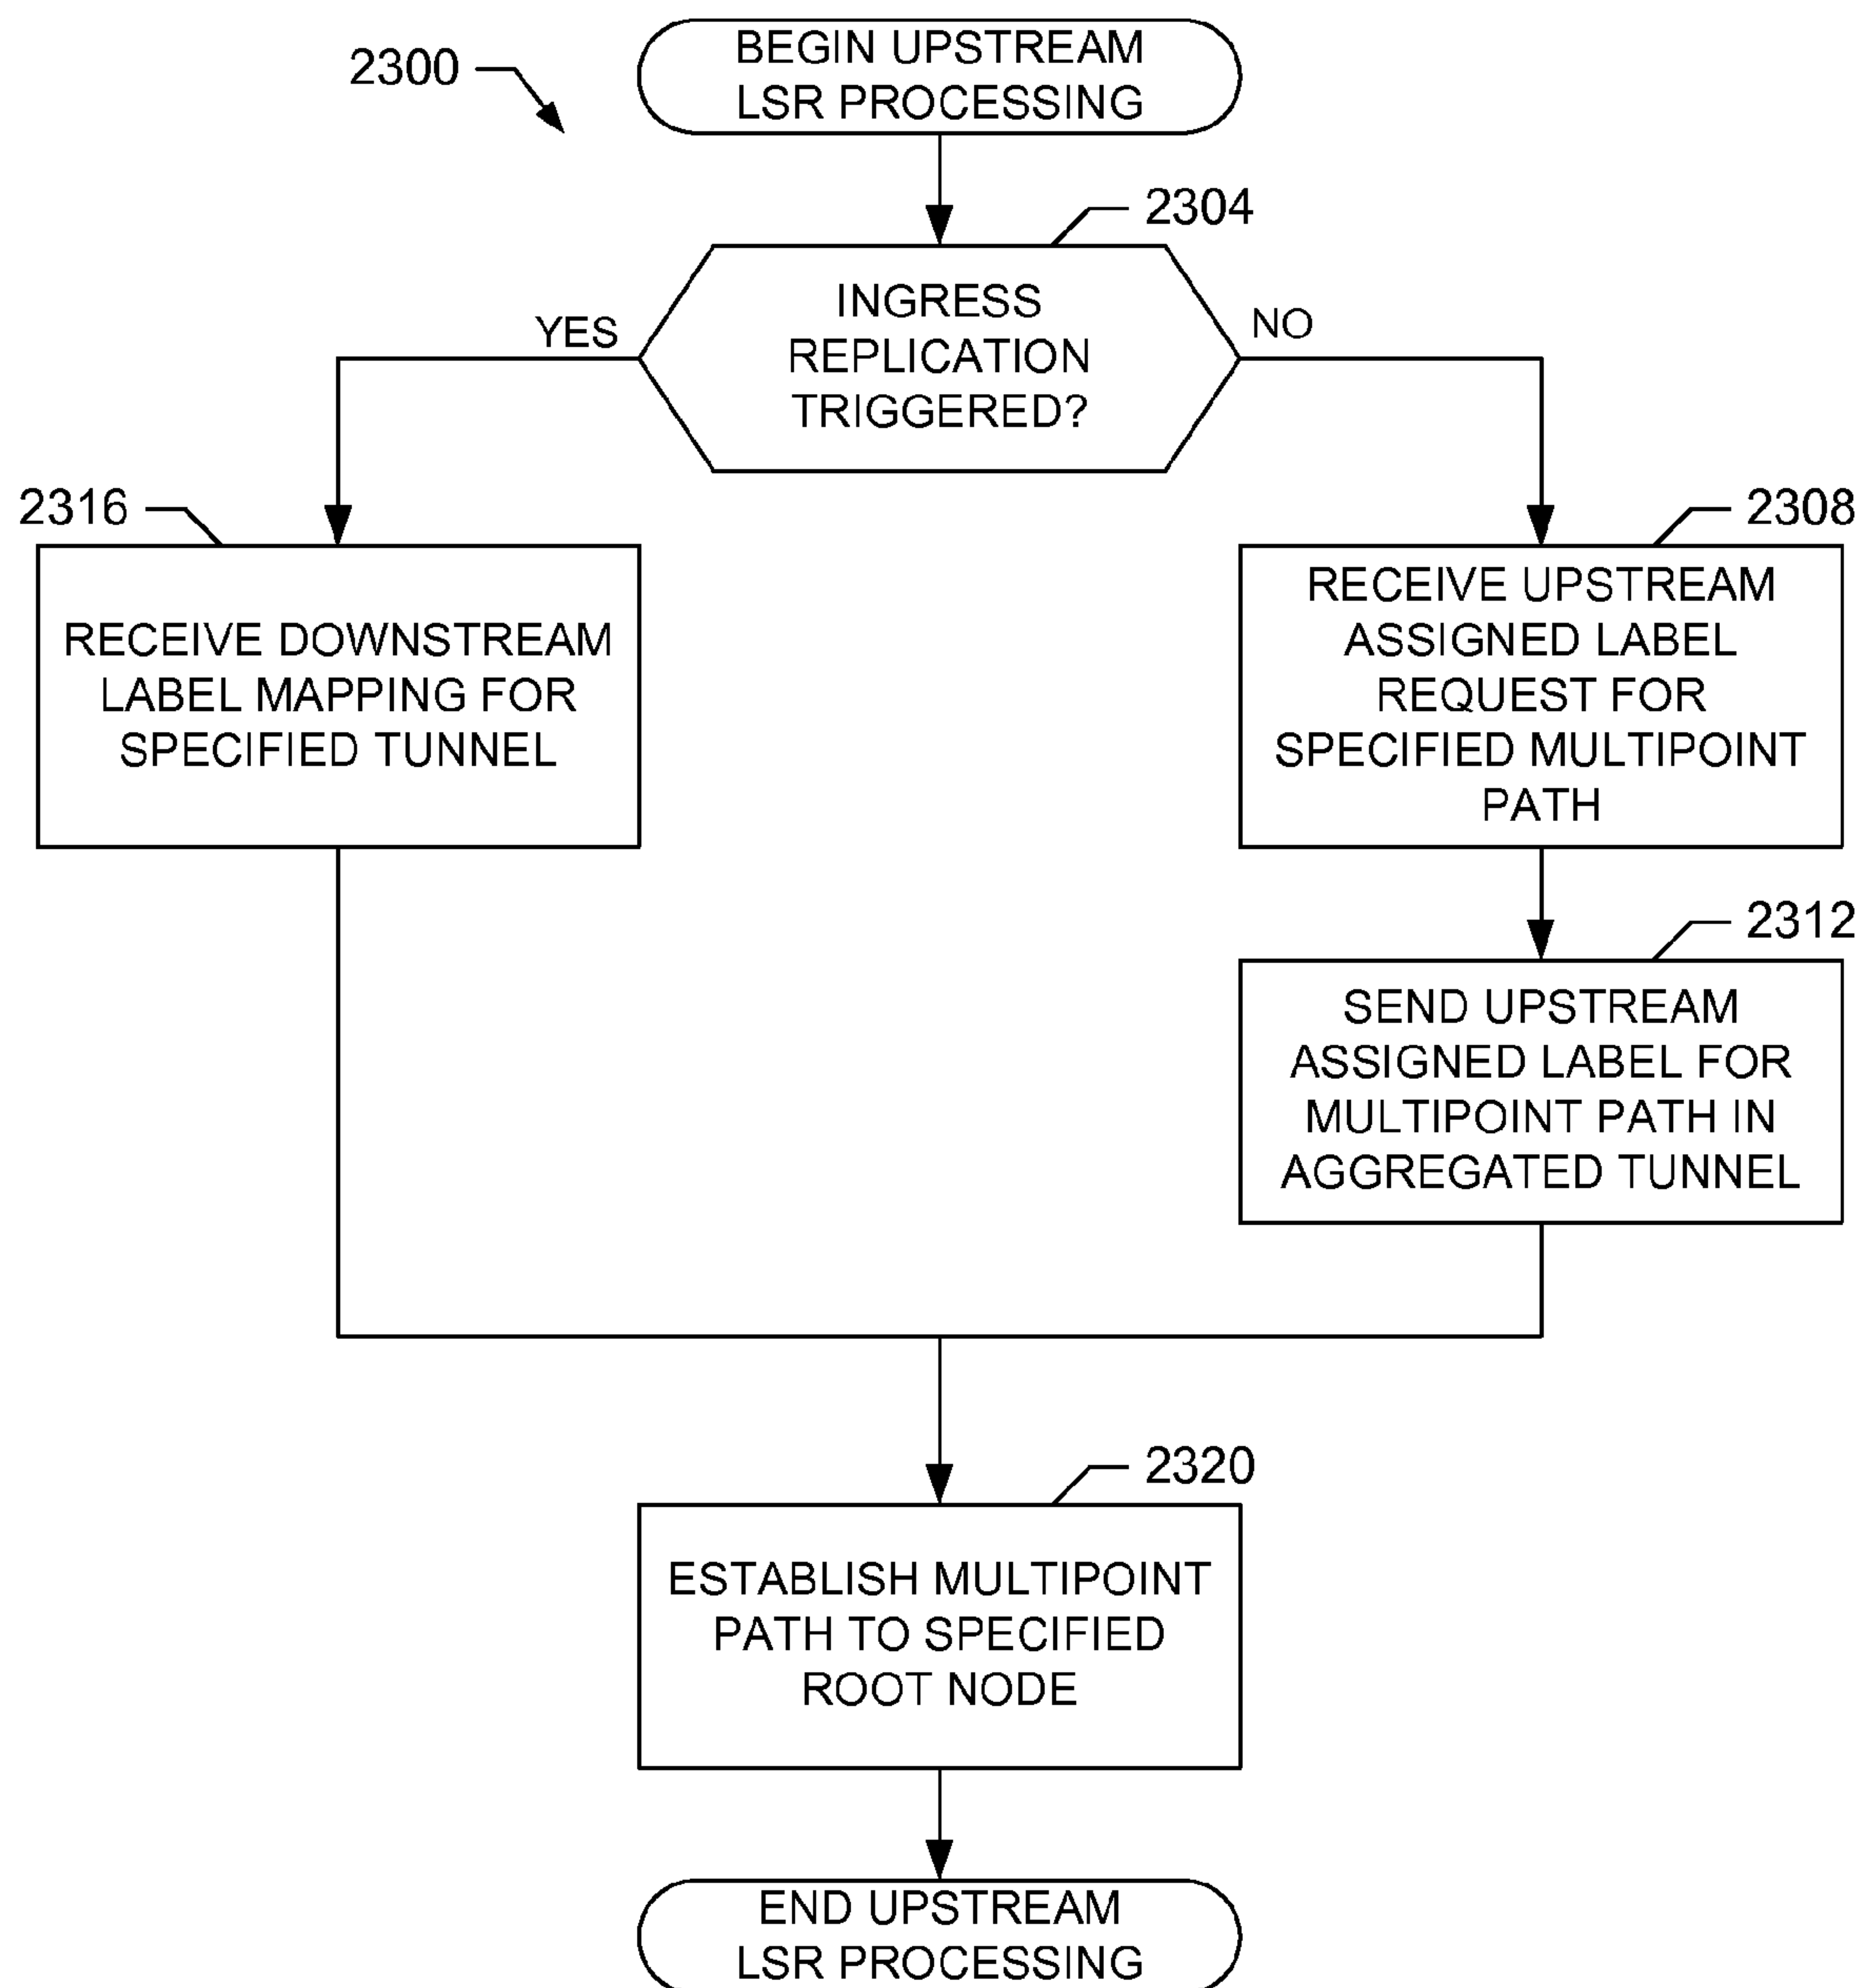 BEGIN UPSTREAM
LSR PROCESSING
2300
2304
INGRESS
REPLICATION
TRIGGERED?
YES
NO
2316
RECEIVE DOWNSTREAM
LABEL MAPPING FOR
SPECIFIED TUNNEL
2308
RECEIVE UPSTREAM
ASSIGNED LABEL
REQUEST FOR
SPECIFIED MULTIPOINT
PATH
2312
SEND UPSTREAM
ASSIGNED LABEL FOR
MULTIPOINT PATH IN
AGGREGATED TUNNEL
2320
ESTABLISH MULTIPOINT
PATH TO SPECIFIED
ROOT NODE
END UPSTREAM
LSR PROCESSING